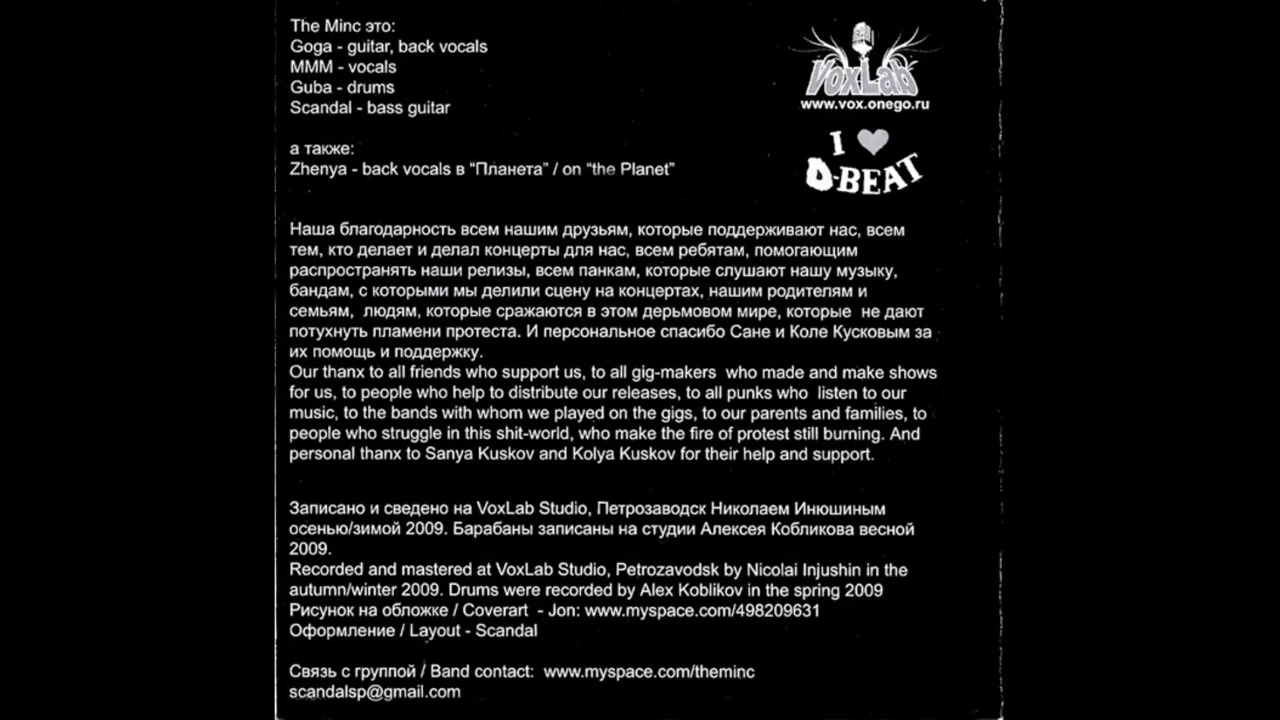 The Minc это:
Goga - guitar, back vocals
MMM - vocals
Guba - drums
Scandal - bass guitar
а также:
Zhenya - back vocals в “Планета” / on “the Planet”
VoxLab
www.vox.onego.ru
I ♥
D-BEAT
Наша благодарность всем нашим друзьям, которые поддерживают нас, всем
тем, кто делает и делал концерты для нас, всем ребятам, помогающим
распространять наши релизы, всем панкам, которые слушают нашу музыку,
бандам, с которыми мы делили сцену на концертах, нашим родителям и
семьям, людям, которые сражаются в этом дерьмовом мире, которые не дают
потухнуть пламени протеста. И персональное спасибо Сане и Коле Кусковым за
их помощь и поддержку.
Our thanx to all friends who support us, to all gig-makers who made and make shows
for us, to people who help to distribute our releases, to all punks who listen to our
music, to the bands with whom we played on the gigs, to our parents and families, to
people who struggle in this shit-world, who make the fire of protest still burning. And
personal thanx to Sanya Kuskov and Kolya Kuskov for their help and support.
Записано и сведено на VoxLab Studio, Петрозаводск Николаем Инюшиным
осенью/зимой 2009. Барабаны записаны на студии Алексея Кобликова весной
2009.
Recorded and mastered at VoxLab Studio, Petrozavodsk by Nicolai Injushin in the
autumn/winter 2009. Drums were recorded by Alex Koblikov in the spring 2009
Рисунок на обложке / Coverart - Jon: www.myspace.com/498209631
Оформление / Layout - Scandal
Связь с группой / Band contact: www.myspace.com/theminc
scandalsp@gmail.com